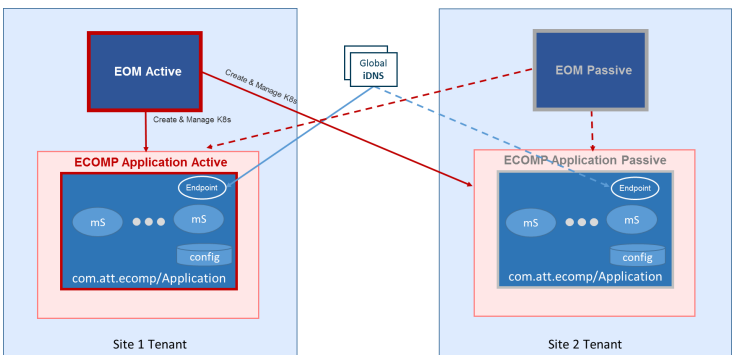 EOM Active
Global
iDNS
EOM Passive
Create & Manage K8s
Create & Manage K8s
ECOMP Application Active
ECOMP Application Passive
Endpoint
Endpoint
mS
mS
mS
mS
config
config
com.att.ecomp/Application
com.att.ecomp/Application
Site 1 Tenant
Site 2 Tenant